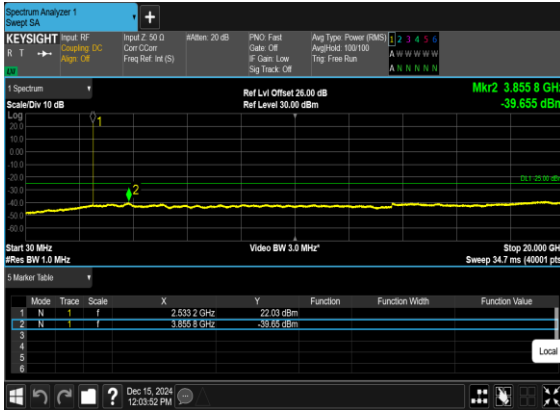 Spectrum Analyzer 1
Swept SA
+
KEYSIGHT
R T
LV
Input: RF
Coupling: DC
Align: Off
Input Z: 50 Ω
Corr CCorr
Freq Ref: Int (S)
#Atten: 20 dB
PNO: Fast
Gate: Off
IF Gain: Low
Sig Track: Off
Avg Type: Power (RMS)
Avg|Hold: 100/100
Trig: Free Run
1 2 3 4 5 6
A W W W W W
A N N N N N
1 Spectrum
Scale/Div 10 dB
Ref Lvl Offset 26.00 dB
Ref Level 30.00 dBm
Mkr2 3.855 8 GHz
-39.655 dBm
Log
20.0
10.0
0.00
-10.0
-20.0
-30.0
-40.0
-50.0
-60.0
1
2
DL1 -25.00 dBm
Start 30 MHz
#Res BW 1.0 MHz
Video BW 3.0 MHz*
Stop 20.000 GH
Sweep 34.7 ms (40001 pts
5 Marker Table
Mode Trace Scale X Y Function Function Width Function Value
1 N 1 f 2.533 2 GHz 22.03 dBm
2 N 1 f 3.855 8 GHz -39.65 dBm
3
4
5
6
Local
?
Dec 15, 2024
12:03:52 PM